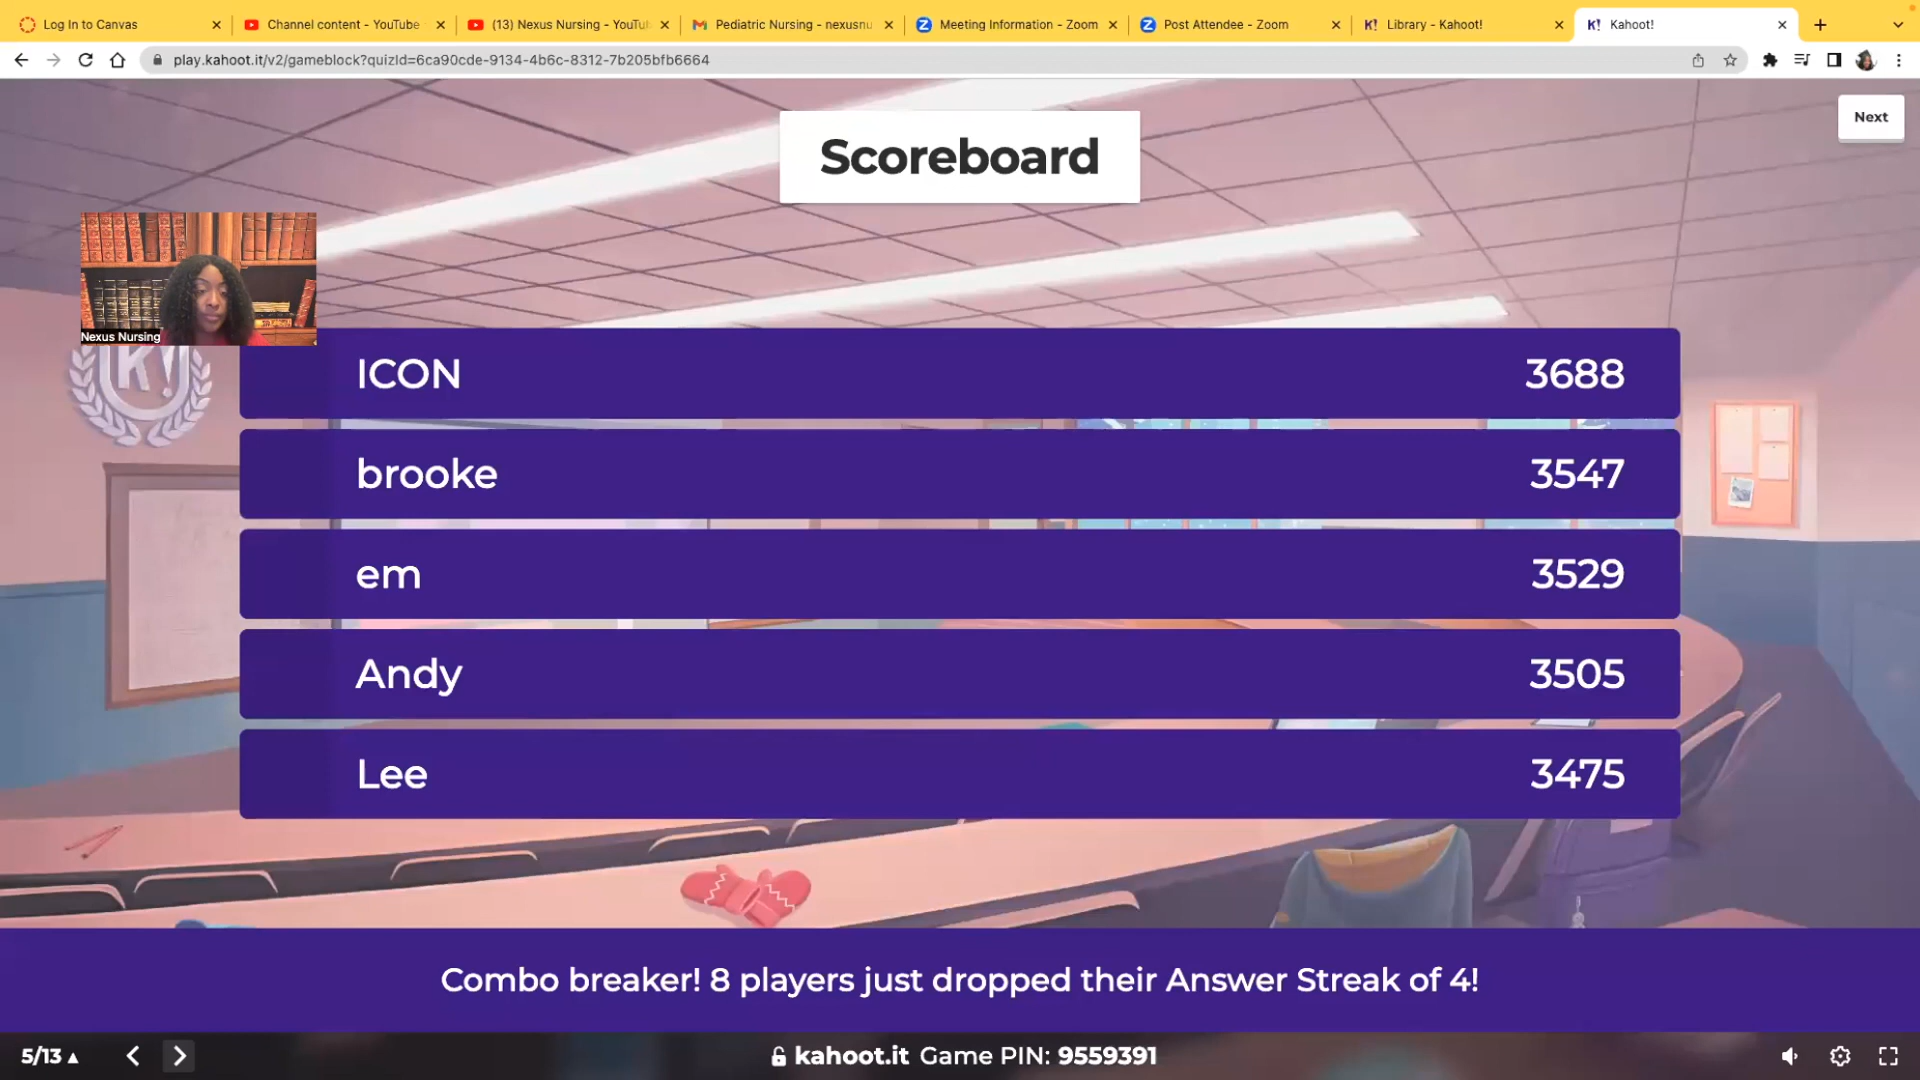 Log In to Canvas
Channel content - YouTube
(13) Nexus Nursing - YouTu
Pediatric Nursing - nexusnu
Meeting Information - Zoom
Post Attendee - Zoom
K! Library - Kahoot!
K! Kahoot!
play.kahoot.it/v2/gameblock?quizId=6ca90cde-9134-4b6c-8312-7b205bfb6664
Next
Scoreboard
Nexus Nursing
K!
ICON 3688
brooke 3547
em 3529
Andy 3505
Lee 3475
Combo breaker! 8 players just dropped their Answer Streak of 4!
5/13
kahoot.it Game PIN: 9559391